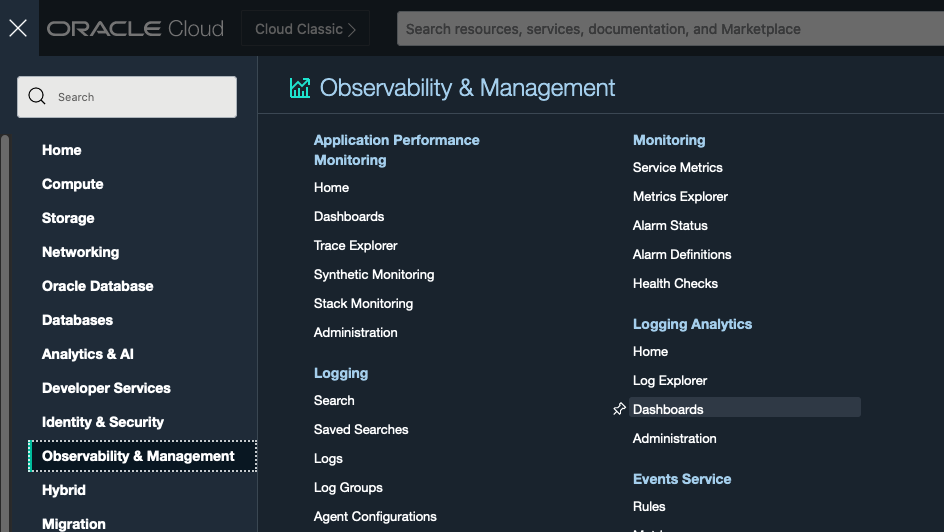 ORACLE Cloud
Cloud Classic
Search resources, services, documentation, and Marketplace
Search
Home
Compute
Storage
Networking
Oracle Database
Databases
Analytics & AI
Developer Services
Identity & Security
Observability & Management
Hybrid
Migration
Observability & Management
Application Performance
Monitoring
Home
Dashboards
Trace Explorer
Synthetic Monitoring
Stack Monitoring
Administration
Logging
Search
Saved Searches
Logs
Log Groups
Agent Configurations
Monitoring
Service Metrics
Metrics Explorer
Alarm Status
Alarm Definitions
Health Checks
Logging Analytics
Home
Log Explorer
Dashboards
Administration
Events Service
Rules